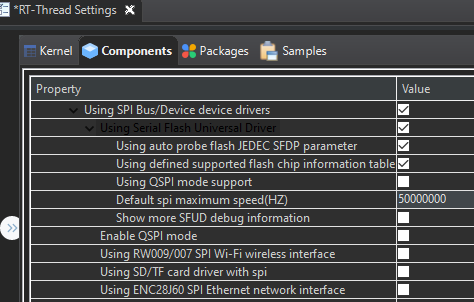 *RT-Thread Settings
Kernel Components Packages Samples
Property Value
Using SPI Bus/Device device drivers
Using Serial Flash Universal Driver
Using auto probe flash JEDEC SFDP parameter
Using defined supported flash chip information table
Using QSPI mode support
Default spi maximum speed(HZ) 50000000
Show more SFUD debug information
Enable QSPI mode
Using RW009/007 SPI Wi-Fi wireless interface
Using SD/TF card driver with spi
Using ENC28J60 SPI Ethernet network interface